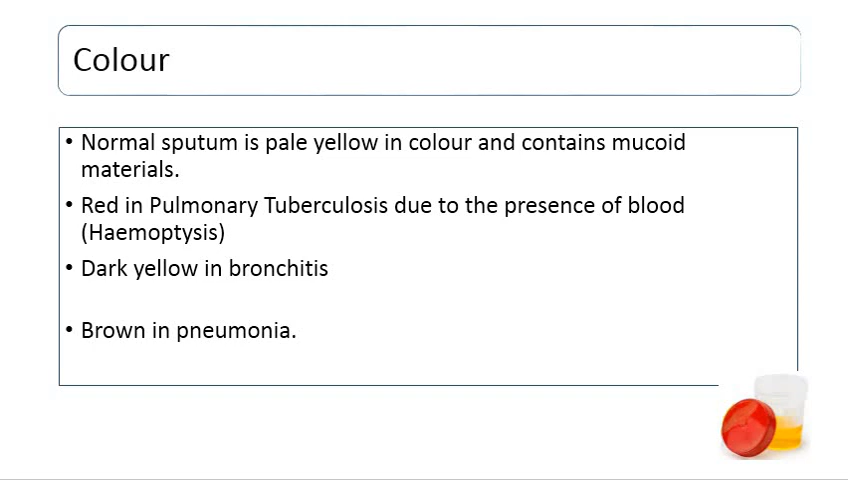 Colour
• Normal sputum is pale yellow in colour and contains mucoid
materials.
• Red in Pulmonary Tuberculosis due to the presence of blood
(Haemoptysis)
• Dark yellow in bronchitis
• Brown in pneumonia.